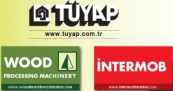 TÜYAP
www.tuyap.com.tr
WOOD
PROCESSING MACHINERY
İNTERMOB